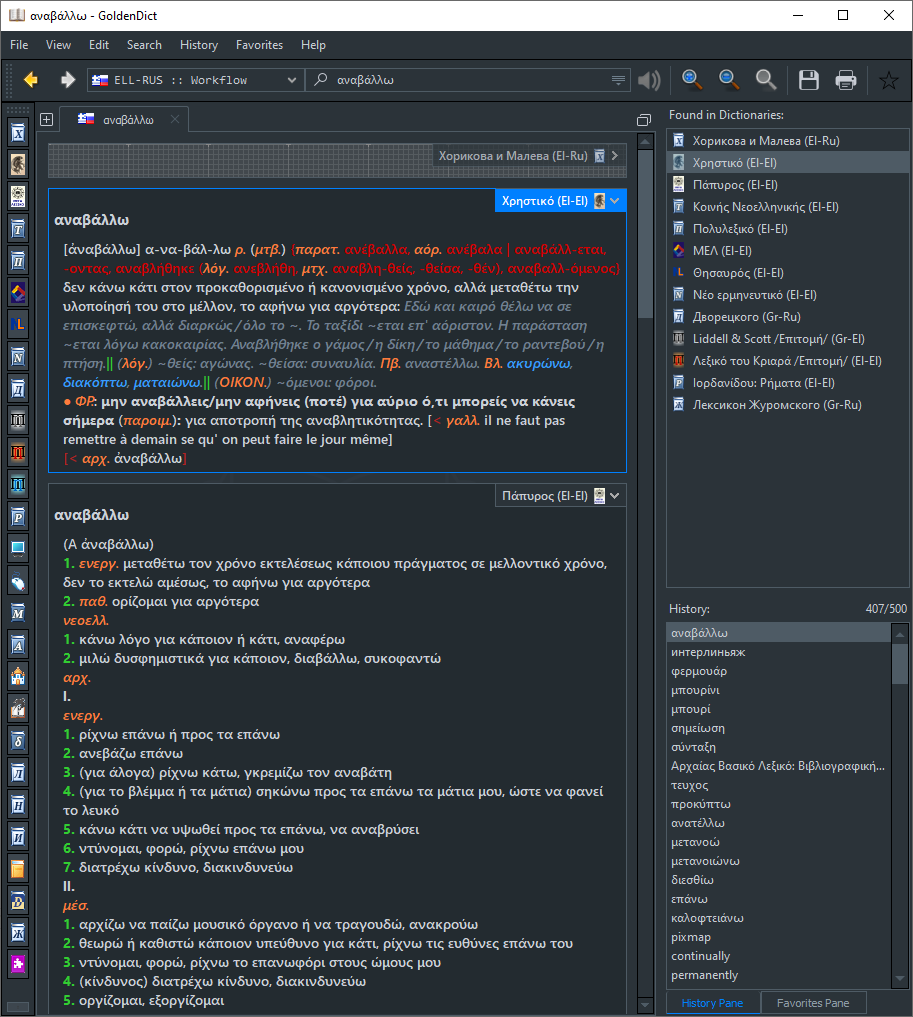 αναβάλλω - GoldenDict
File View Edit Search History Favorites Help
ELL-RUS :: Workflow
αναβάλλω
αναβάλλω
Хорикова и Малева (El-Ru)
Χρηστικό (El-El)
αναβάλλω
[ἀναβάλλω] α-να-βάλ-λω ρ. (μτβ.) {παρατ. ανέβαλλα, αόρ. ανέβαλα | αναβάλλ-εται,
-οντας, αναβλήθηκε (λόγ. ανεβλήθη, μτχ. αναβλη-θείς, -θείσα, -θέν), αναβαλλ-όμενος}
δεν κάνω κάτι στον προκαθορισμένο ή κανονισμένο χρόνο, αλλά μεταθέτω την
υλοποίησή του στο μέλλον, το αφήνω για αργότερα: Εδώ και καιρό θέλω να σε
επισκεφτώ, αλλά διαρκώς/όλο το ~. Το ταξίδι ~εται επ' αόριστον. Η παράσταση
~εται λόγω κακοκαιρίας. Αναβλήθηκε ο γάμος/η δίκη/το μάθημα/το ραντεβού/η
πτήση.|| (λόγ.) ~θείς: αγώνας. ~θείσα: συναυλία. Πβ. αναστέλλω. Βλ. ακυρώνω,
διακόπτω, ματαιώνω.|| (ΟΙΚΟΝ.) ~όμενοι: φόροι.
● ΦΡ.: μην αναβάλλεις/μην αφήνεις (ποτέ) για αύριο ό,τι μπορείς να κάνεις
σήμερα (παροιμ.): για αποτροπή της αναβλητικότητας. [< γαλλ. il ne faut pas
remettre à demain se qu' on peut faire le jour même]
[< αρχ. ἀναβάλλω]
Πάπυρος (El-El)
αναβάλλω
(Α ἀναβάλλω)
1. ενεργ. μεταθέτω τον χρόνο εκτελέσεως κάποιου πράγματος σε μελλοντικό χρόνο,
δεν το εκτελώ αμέσως, το αφήνω για αργότερα
2. παθ. ορίζομαι για αργότερα
νεοελλ.
1. κάνω λόγο για κάποιον ή κάτι, αναφέρω
2. μιλώ δυσφημιστικά για κάποιον, διαβάλλω, συκοφαντώ
αρχ.
I.
ενεργ.
1. ρίχνω επάνω ή προς τα επάνω
2. ανεβάζω επάνω
3. (για άλογα) ρίχνω κάτω, γκρεμίζω τον αναβάτη
4. (για το βλέμμα ή τα μάτια) σηκώνω προς τα επάνω τα μάτια μου, ώστε να φανεί
το λευκό
5. κάνω κάτι να υψωθεί προς τα επάνω, να αναβρύσει
6. ντύνομαι, φορώ, ρίχνω επάνω μου
7. διατρέχω κίνδυνο, διακινδυνεύω
II.
μέσ.
1. αρχίζω να παίζω μουσικό όργανο ή να τραγουδώ, ανακρούω
2. θεωρώ ή καθιστώ κάποιον υπεύθυνο για κάτι, ρίχνω τις ευθύνες επάνω του
3. ντύνομαι, φορώ, ρίχνω το επανωφόρι στους ώμους μου
4. (κίνδυνος) διατρέχω κίνδυνο, διακινδυνεύω
5. οργίζομαι, εξοργίζομαι
Found in Dictionaries:
Хорикова и Малева (El-Ru)
Χρηστικό (El-El)
Πάπυρος (El-El)
Κοινής Νεοελληνικής (El-El)
Πολυλεξικό (El-El)
ΜΕΛ (El-El)
Θησαυρός (El-El)
Νέο ερμηνευτικό (El-El)
Дворецкого (Gr-Ru)
Liddell & Scott /Επιτομή/ (Gr-El)
Λεξικό του Κριαρά /Επιτομή/ (El-El)
Ιορδανίδου: Ρήματα (El-El)
Лексикон Журомского (Gr-Ru)
History: 407/500
αναβάλλω
интерлиньяж
φερμουάρ
μπουρίνι
μπουρί
σημείωση
σύνταξη
Αρχαίας Βασικό Λεξικό: Βιβλιογραφική...
τευχος
προκύπτω
ανατέλλω
μετανοώ
μετανοιώνω
διεσθίω
επάνω
καλοφτειάνω
pixmap
continually
permanently
History Pane Favorites Pane